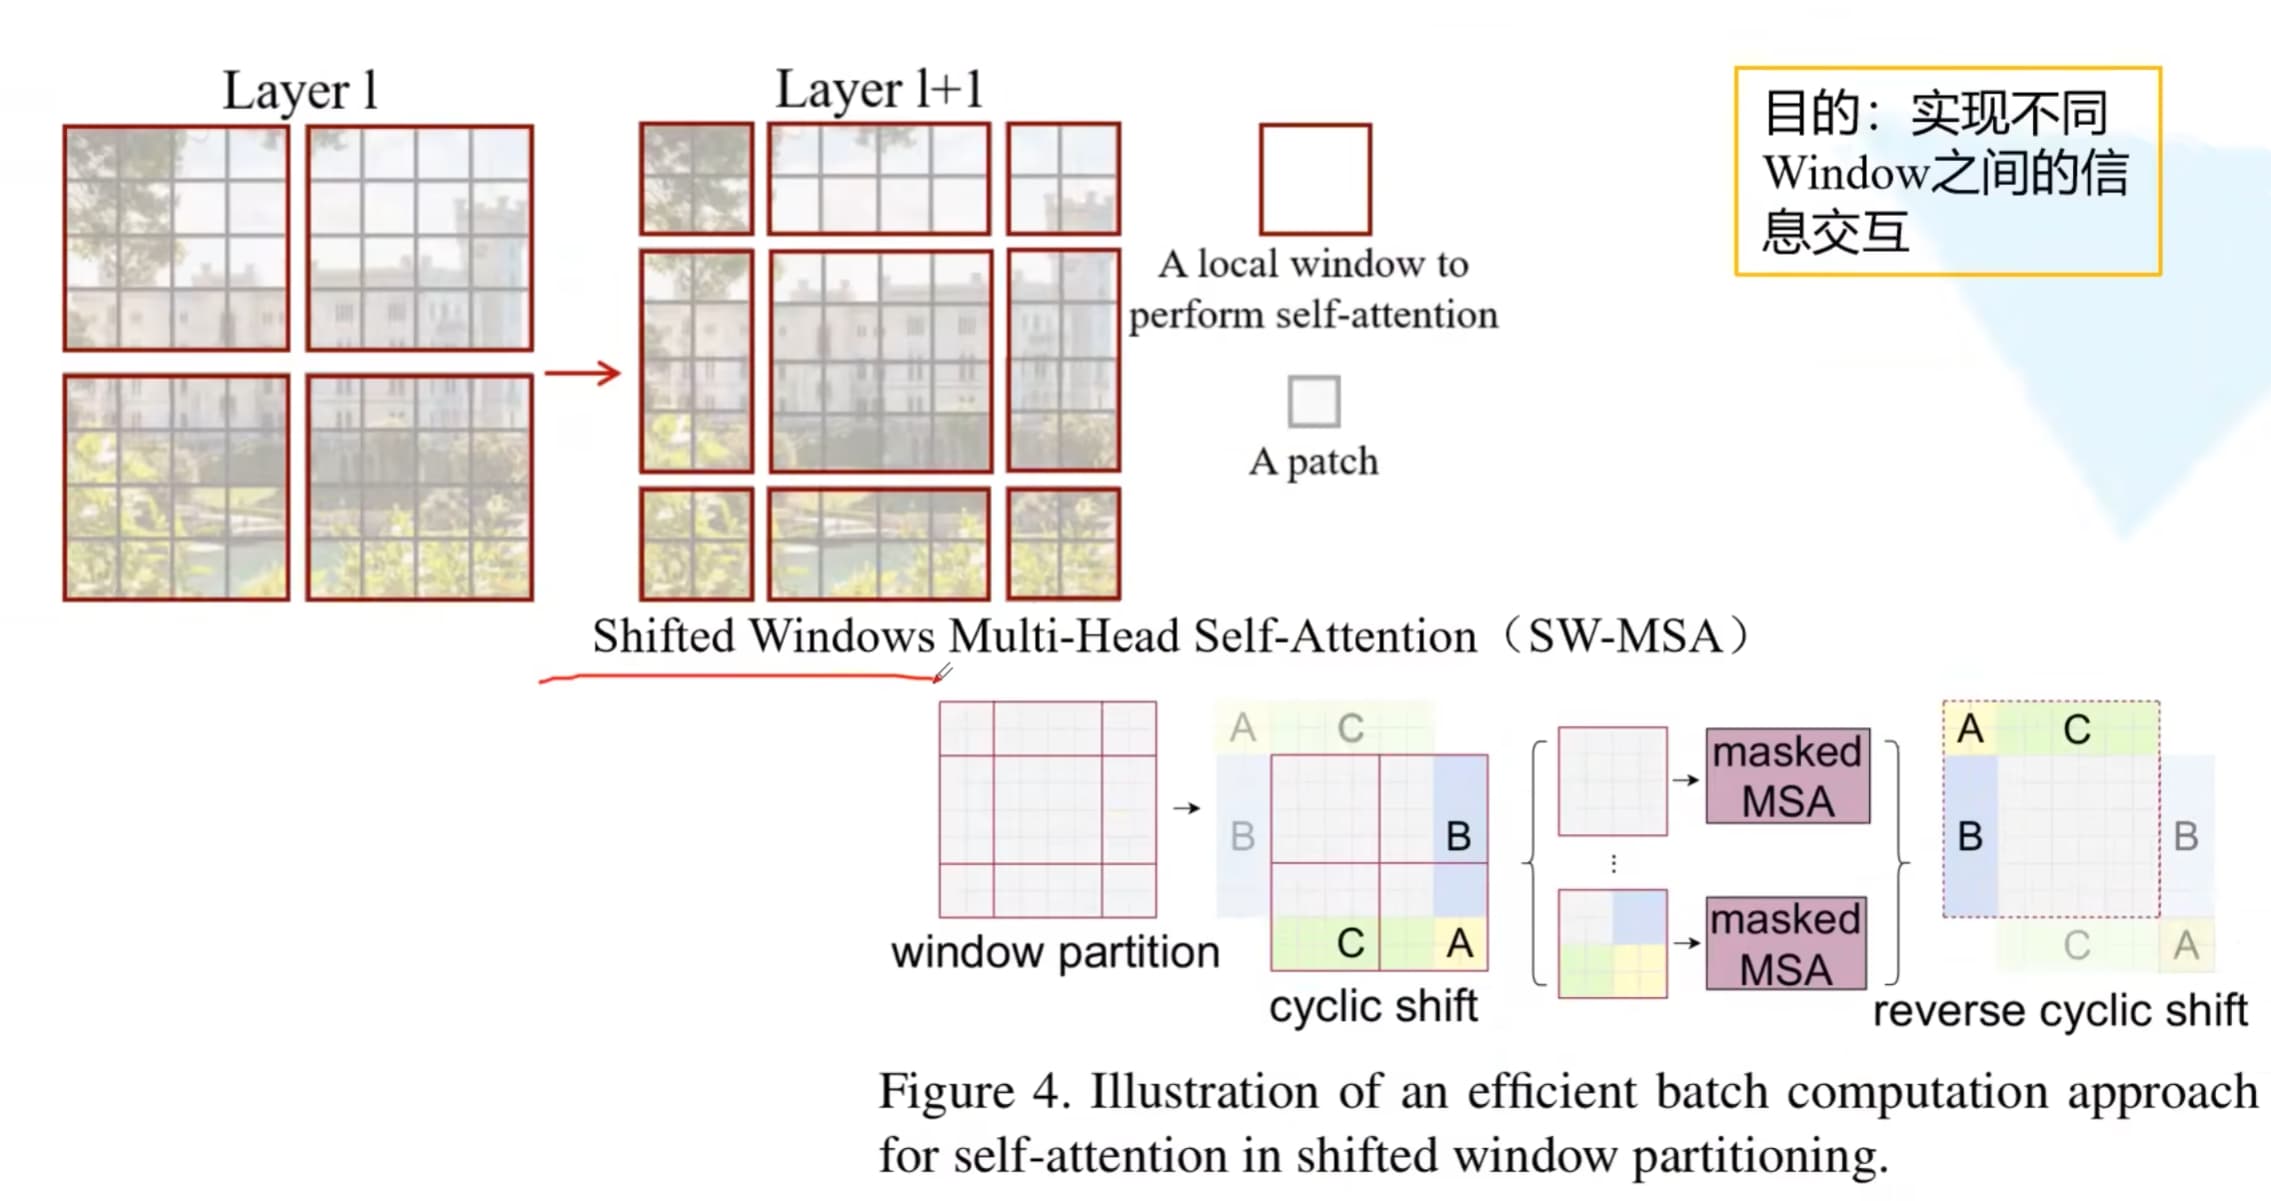 Layer l
Layer l+1
目的：实现不同
Window之间的信
息交互
A local window to
perform self-attention
A patch
Shifted Windows Multi-Head Self-Attention（SW-MSA）
A
C
B
B
C
A
window partition
cyclic shift
masked
MSA
⋮
masked
MSA
A
C
B
B
C
A
reverse cyclic shift
Figure 4. Illustration of an efficient batch computation approach
for self-attention in shifted window partitioning.